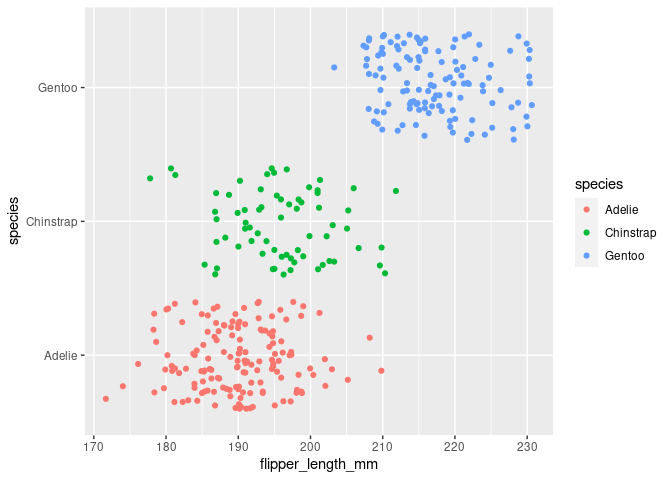 species
Gentoo
Chinstrap
Adelie
170 180 190 200 210 220 230
flipper_length_mm
species
Adelie
Chinstrap
Gentoo